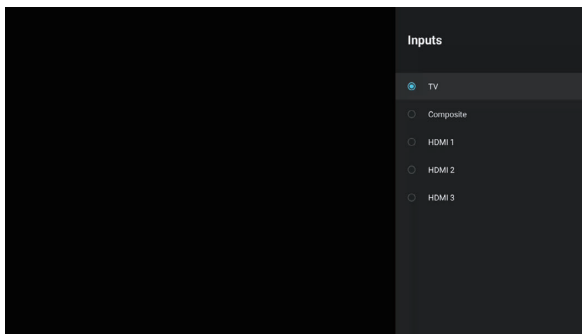 Inputs
TV
Composite
HDMI 1
HDMI 2
HDMI 3